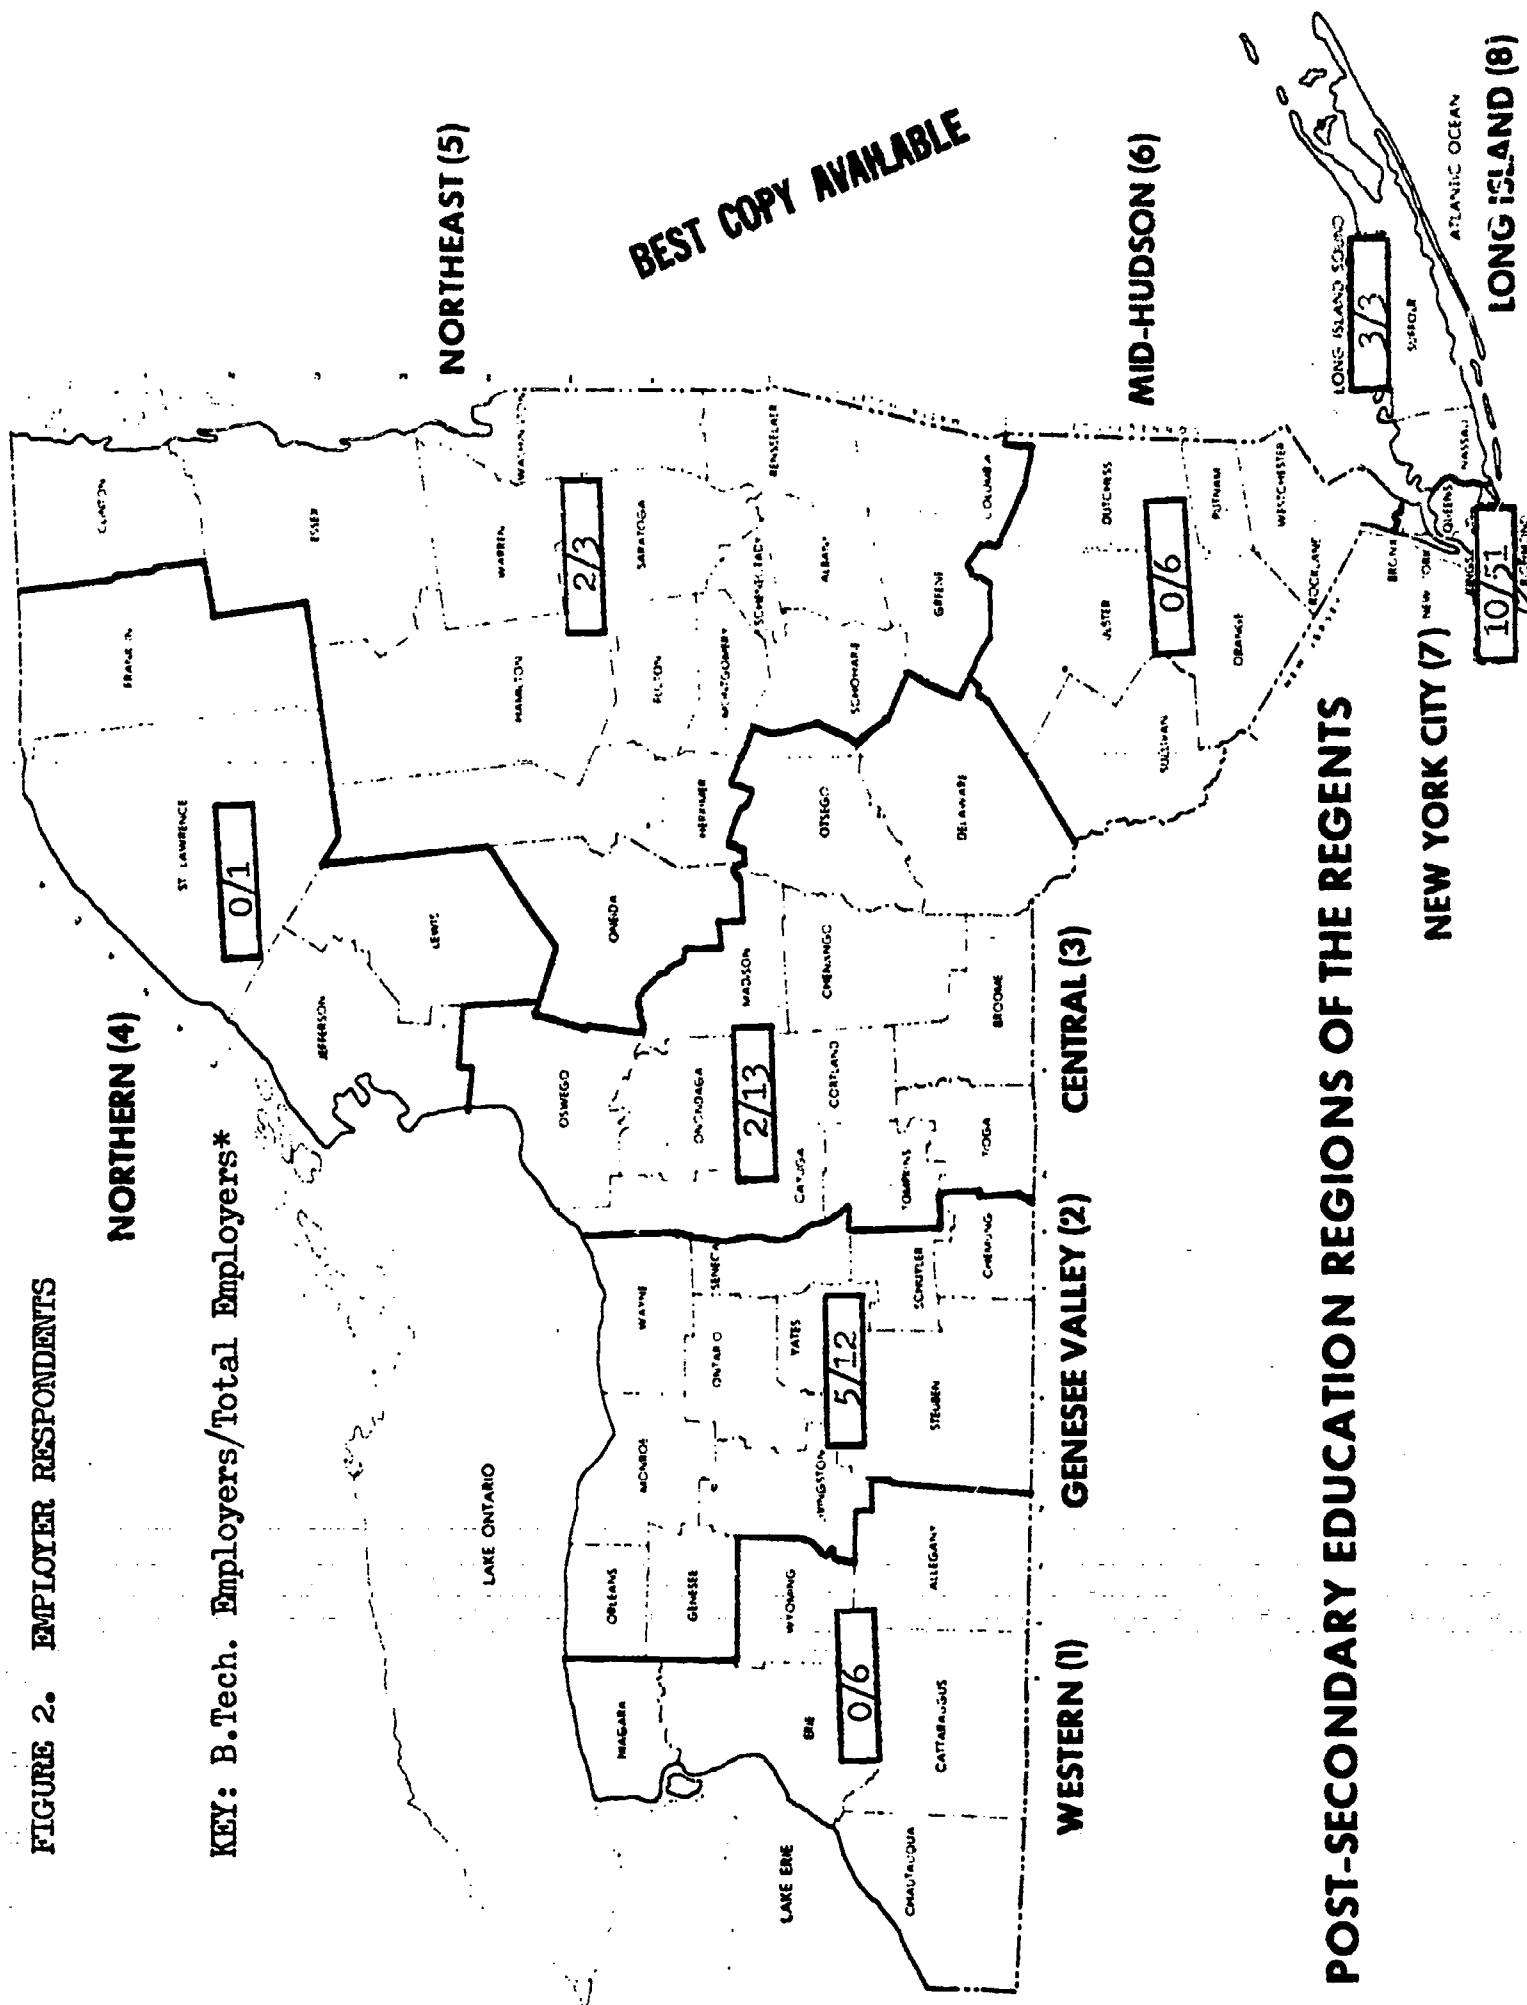 FIGURE 2. EMPLOYER RESPONDENTS
KEY: B.Tech. Employers/Total Employers*
NORTHERN (4)
NORTHEAST (5)
BEST COPY AVAILABLE
CLINTON
ST LAWRENCE
0/1
ESSEX
JEFFERSON
LEWIS
HAMILTON
WARREN
2/3
SARATOGA
FULTON
MONTGOMERY
SCHENECTADY
RENSSELAER
ALBANY
SCHOHARIE
GREENE
COLUMBIA
ONEIDA
HERKIMER
OTSEGO
DELAWARE
OSWEGO
ONONDAGA
MADISON
2/13
CAYUGA
CORTLAND
CHENANGO
TOMPKINS
TIOGA
BROOME
CENTRAL (3)
LAKE ONTARIO
WAYNE
MONROE
ORLEANS
GENESEE
ONTARIO
SENECA
YATES
5/12
SCHUYLER
CHEMUNG
STEUBEN
GENESEE VALLEY (2)
NIAGARA
WYOMING
ERIE
0/6
ALLEGANY
CATTARAUGUS
CHAUTAUQUA
LAKE ERIE
WESTERN (1)
MID-HUDSON (6)
ULSTER
DUTCHESS
0/6
SULLIVAN
ORANGE
PUTNAM
WESTCHESTER
ROCKLAND
NEW YORK CITY (7)
BRONX
NEW YORK
QUEENS
10/51
NASSAU
LONG ISLAND SOUND
3/3
SUFFOLK
ATLANTIC OCEAN
LONG ISLAND (8)
POST-SECONDARY EDUCATION REGIONS OF THE REGENTS